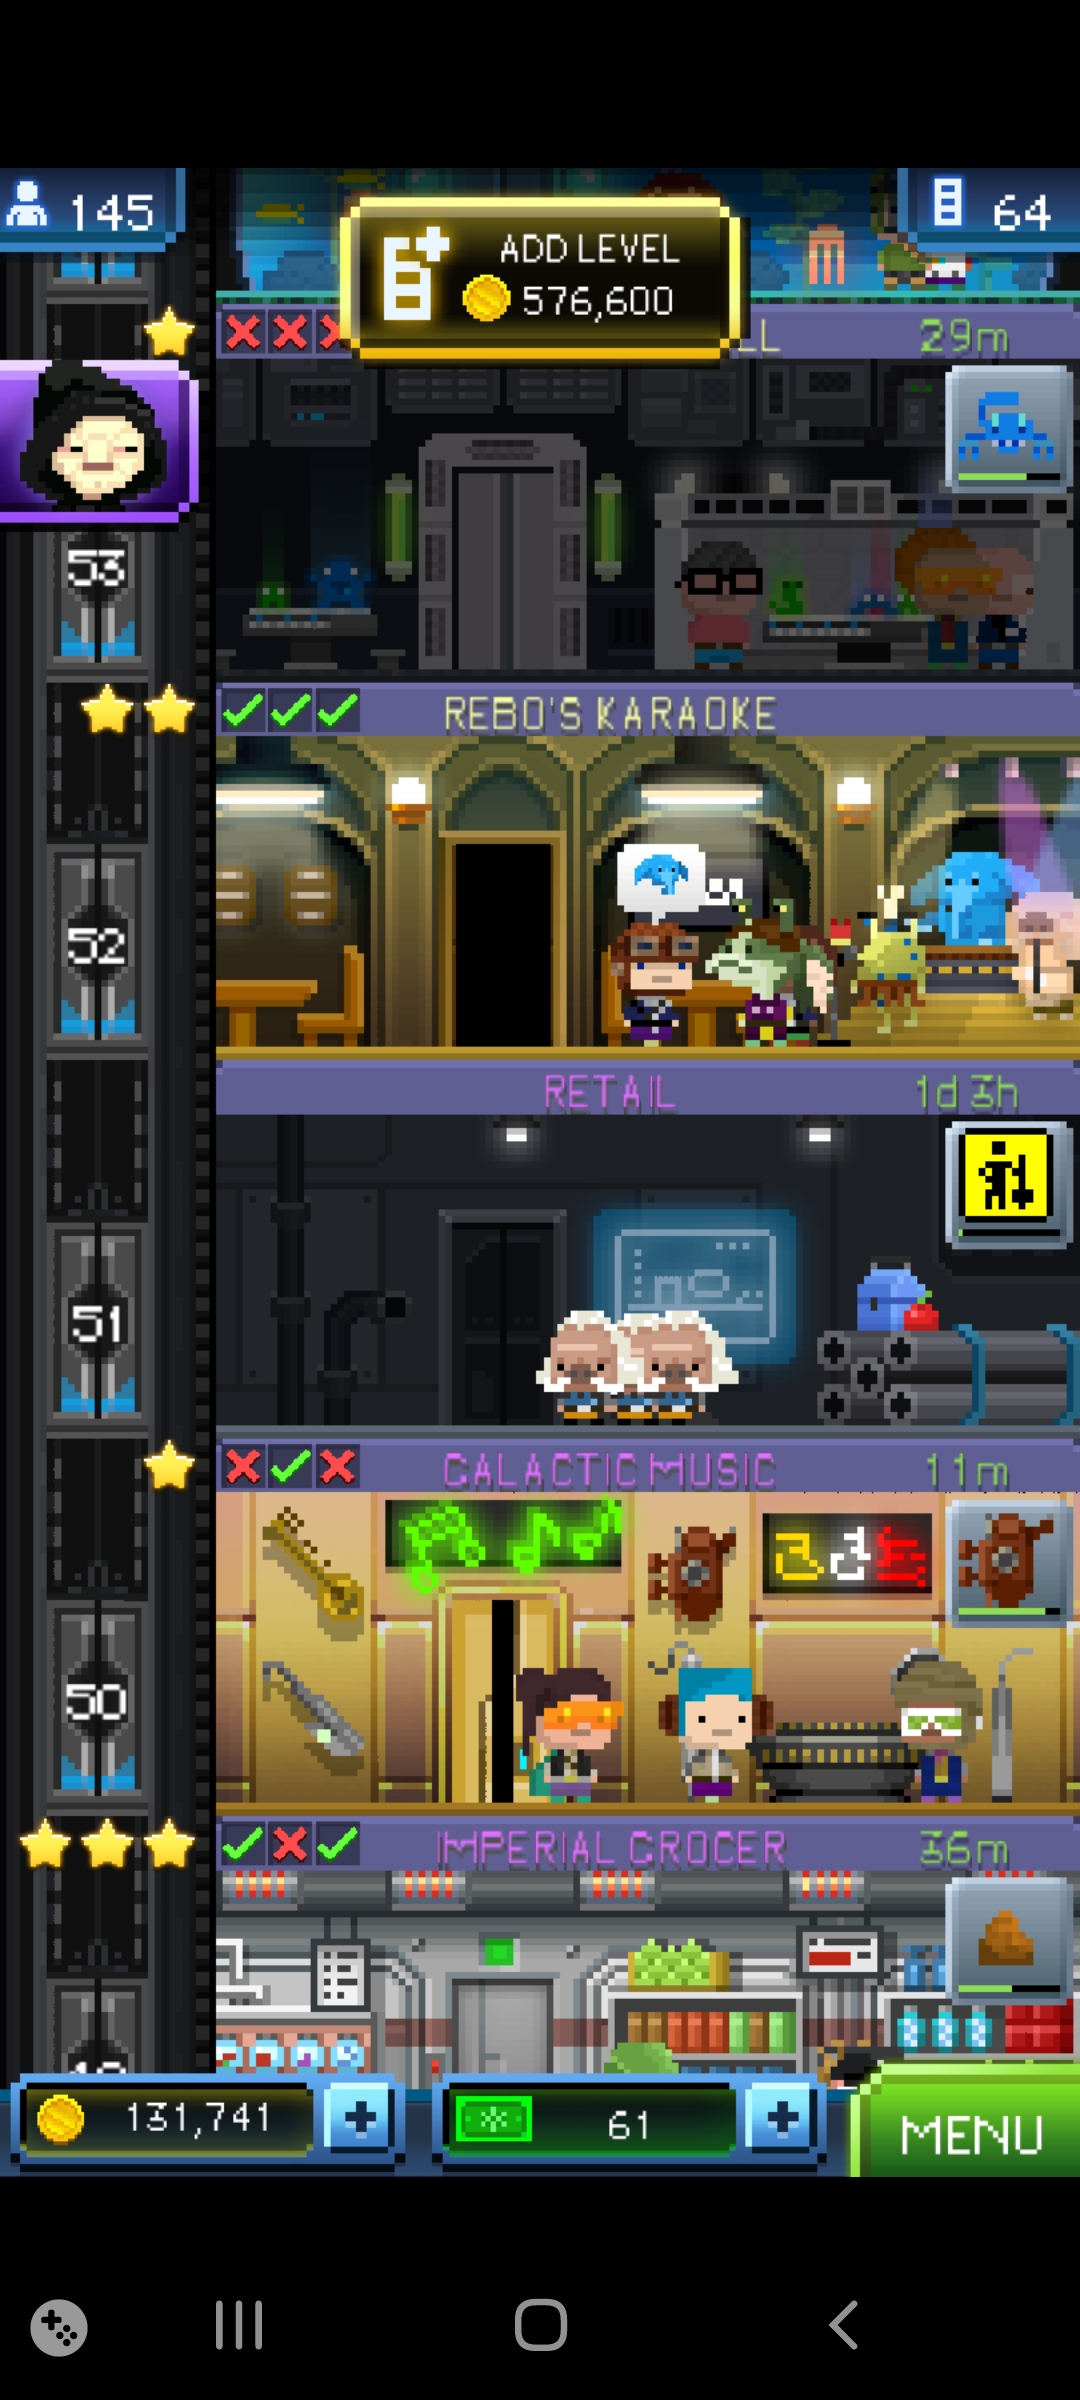 145
ADD LEVEL
576,600
64
LL
29m
53
REBO'S KARAOKE
52
RETAIL
1d 3h
51
GALACTIC MUSIC
11m
50
IMPERIAL GROCER
36m
131,741
61
MENU